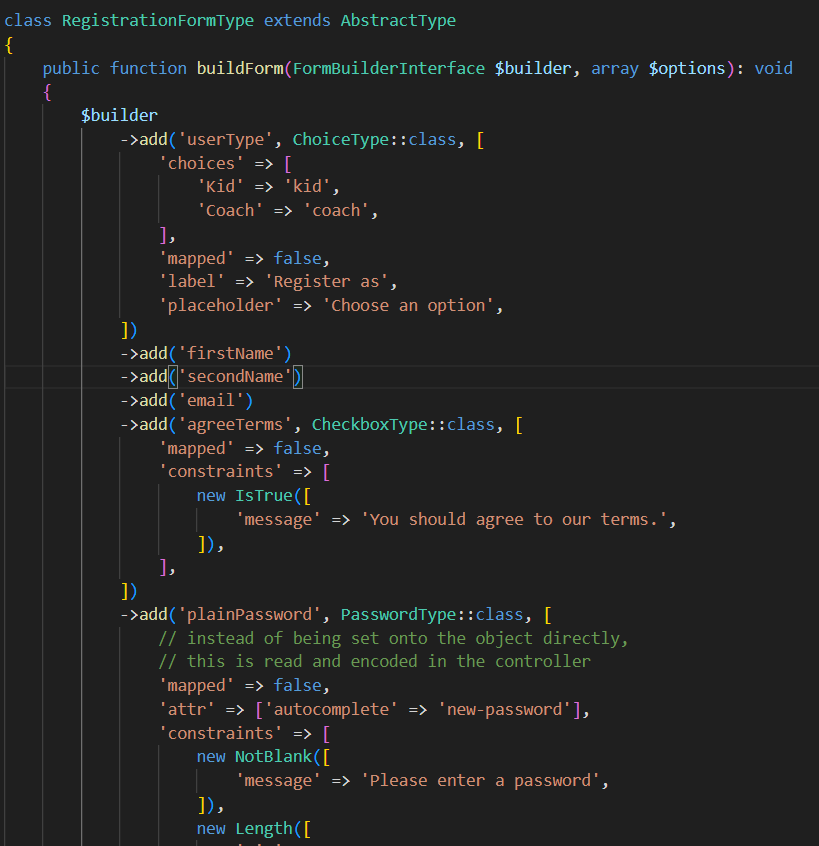 class RegistrationFormType extends AbstractType
{
    public function buildForm(FormBuilderInterface $builder, array $options): void
    {
        $builder
            ->add('userType', ChoiceType::class, [
                'choices' => [
                    'Kid' => 'kid',
                    'Coach' => 'coach',
                ],
                'mapped' => false,
                'label' => 'Register as',
                'placeholder' => 'Choose an option',
            ])
            ->add('firstName')
            ->add('secondName')
            ->add('email')
            ->add('agreeTerms', CheckboxType::class, [
                'mapped' => false,
                'constraints' => [
                    new IsTrue([
                        'message' => 'You should agree to our terms.',
                    ]),
                ],
            ])
            ->add('plainPassword', PasswordType::class, [
                // instead of being set onto the object directly,
                // this is read and encoded in the controller
                'mapped' => false,
                'attr' => ['autocomplete' => 'new-password'],
                'constraints' => [
                    new NotBlank([
                        'message' => 'Please enter a password',
                    ]),
                    new Length([